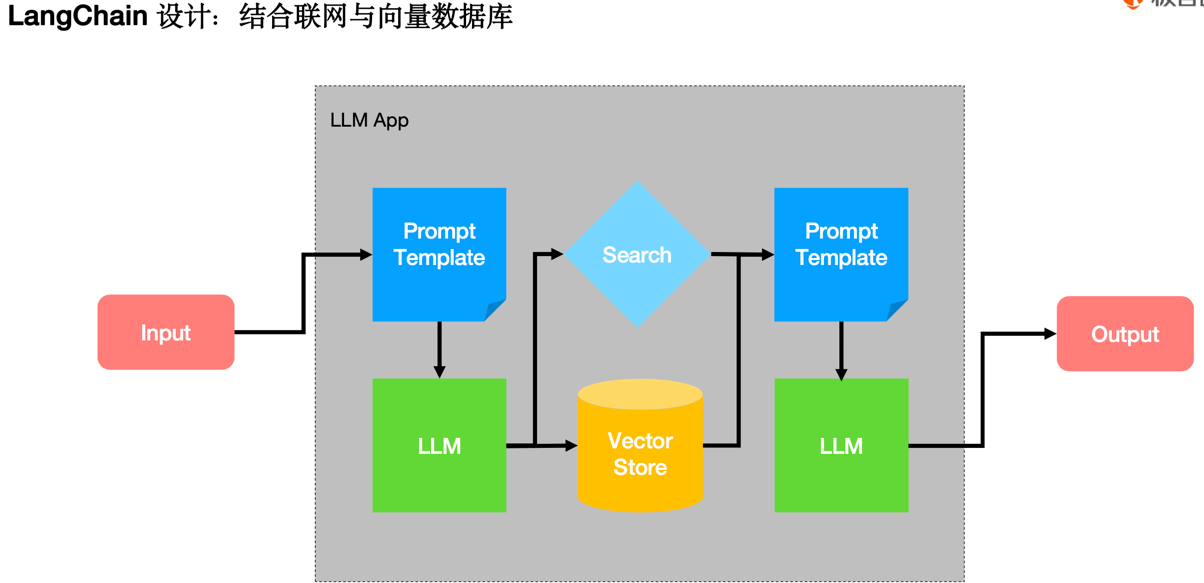 LangChain 设计：结合联网与向量数据库
LLM App
Prompt
Template
Search
Prompt
Template
Input
Output
LLM
Vector
Store
LLM